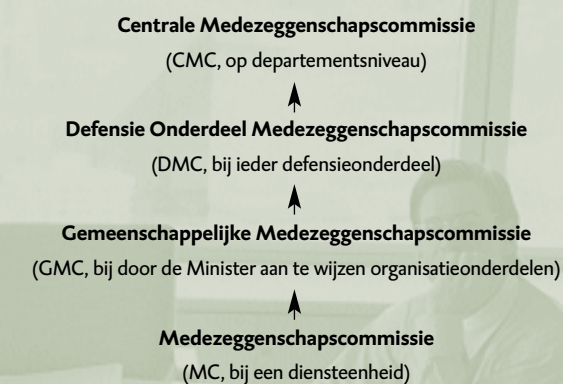 Centrale Medezeggenschapscommissie
(CMC, op departementsniveau)
Defensie Onderdeel Medezeggenschapscommissie
(DMC, bij ieder defensieonderdeel)
Gemeenschappelijke Medezeggenschapscommissie
(GMC, bij door de Minister aan te wijzen organisatieonderdelen)
Medezeggenschapscommissie
(MC, bij een diensteenheid)